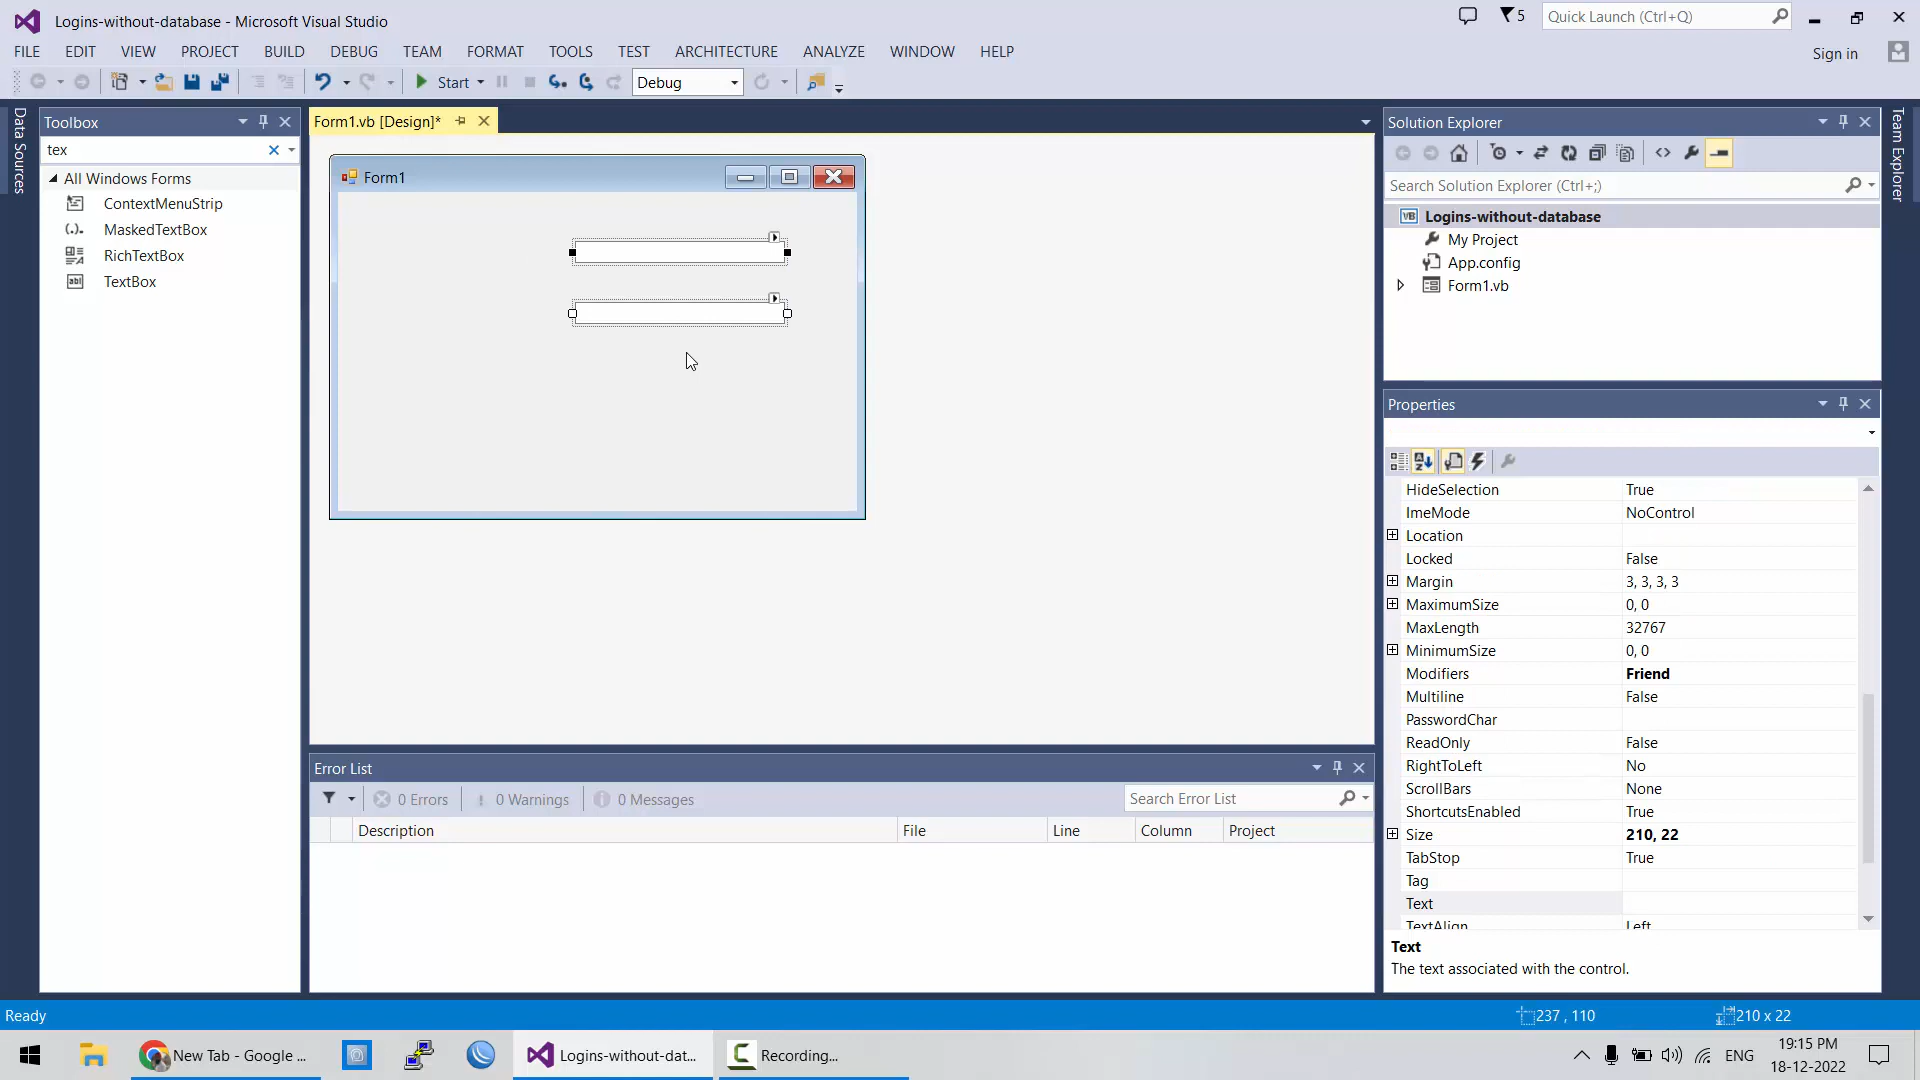 Logins-without-database - Microsoft Visual Studio
5
Quick Launch (Ctrl+Q)
FILE EDIT VIEW PROJECT BUILD DEBUG TEAM FORMAT TOOLS TEST ARCHITECTURE ANALYZE WINDOW HELP
Sign in
Start
Debug
Data Sources
Toolbox
tex
All Windows Forms
ContextMenuStrip
MaskedTextBox
RichTextBox
TextBox
Form1.vb [Design]*
Form1
Error List
0 Errors
0 Warnings
0 Messages
Search Error List
Description File Line Column Project
Solution Explorer
Search Solution Explorer (Ctrl+;)
VB Logins-without-database
My Project
App.config
Form1.vb
Team Explorer
Properties
HideSelection True
ImeMode NoControl
Location
Locked False
Margin 3, 3, 3, 3
MaximumSize 0, 0
MaxLength 32767
MinimumSize 0, 0
Modifiers Friend
Multiline False
PasswordChar
ReadOnly False
RightToLeft No
ScrollBars None
ShortcutsEnabled True
Size 210, 22
TabStop True
Tag
Text
TextAlign Left
Text
The text associated with the control.
Ready
237 , 110
210 x 22
New Tab - Google ...
Logins-without-dat...
Recording...
ENG
19:15 PM
18-12-2022